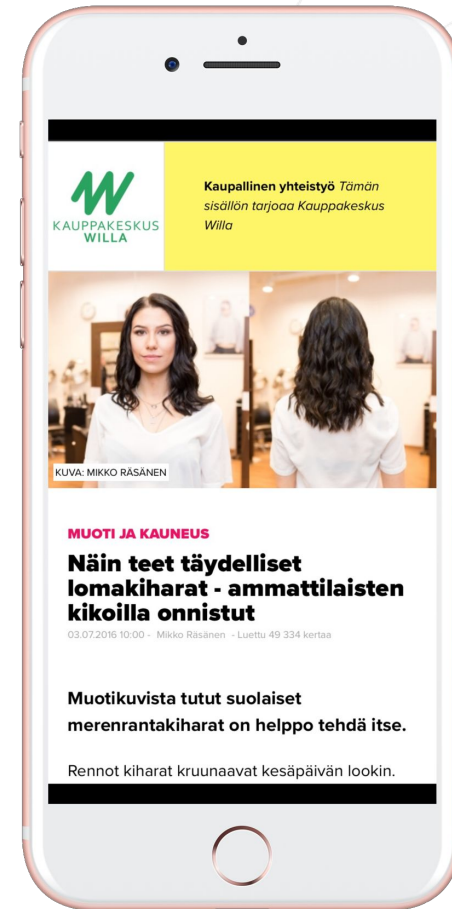 KAUPPAKESKUS
WILLA
Kaupallinen yhteistyö Tämän
sisällön tarjoaa Kauppakeskus
Willa
KUVA: MIKKO RÄSÄNEN
MUOTI JA KAUNEUS
Näin teet täydelliset
lomakiharat - ammattilaisten
kikoilla onnistut
03.07.2016 10:00 - Mikko Räsänen - Luettu 49 334 kertaa
Muotikuvista tutut suolaiset
merenrantakiharat on helppo tehdä itse.
Rennot kiharat kruunaavat kesäpäivän lookin.